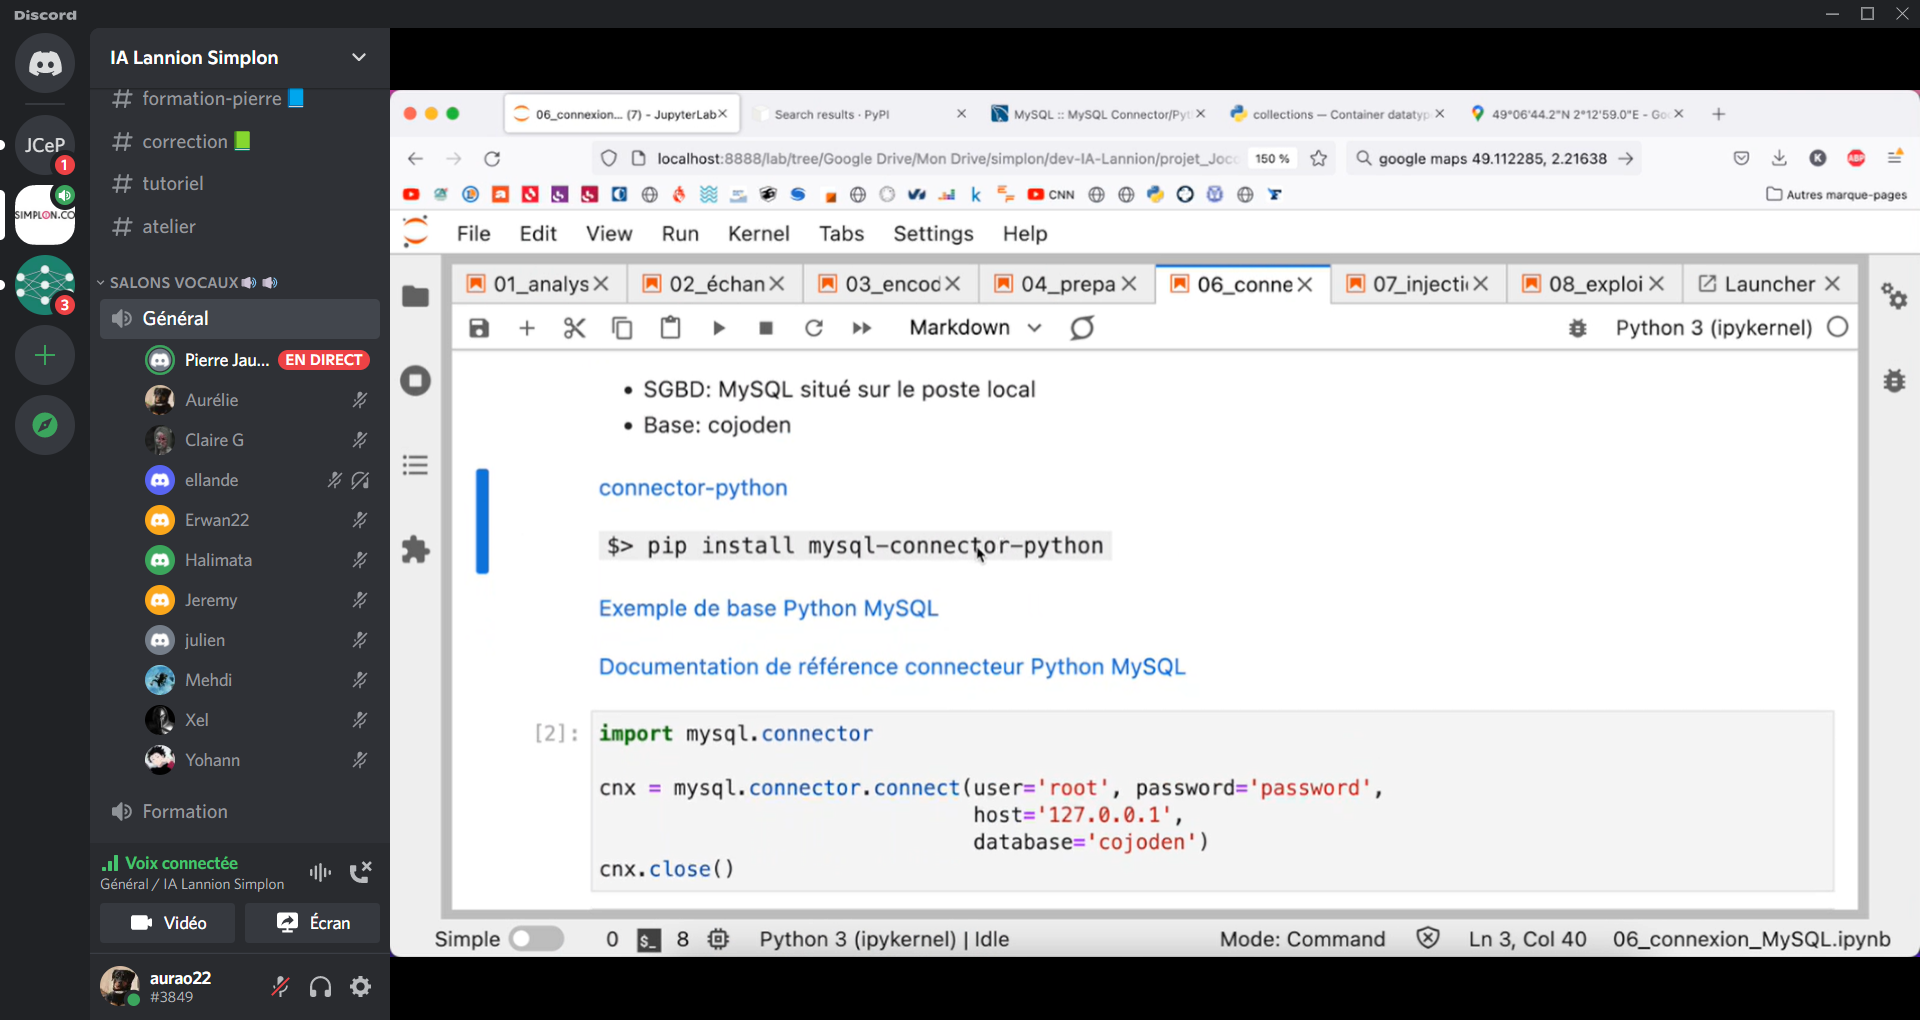 Discord
IA Lannion Simplon
# formation-pierre
# correction
# tutoriel
# atelier
SALONS VOCAUX
Général
Pierre Jau... EN DIRECT
Aurélie
Claire G
ellande
Erwan22
Halimata
Jeremy
julien
Mehdi
Xel
Yohann
Formation
Voix connectée
Général / IA Lannion Simplon
Vidéo
Écran
aurao22
#3849
JCeP
1
SIMPLON.CO
3
06_connexion... (7) - JupyterLab
Search results · PyPI
MySQL :: MySQL Connector/Pyt
collections — Container datatyp
49°06'44.2"N 2°12'59.0"E - Go
localhost:8888/lab/tree/Google Drive/Mon Drive/simplon/dev-IA-Lannion/projet_Joc
150 %
google maps 49.112285, 2.21638
K
ABP
k
CNN
Autres marque-pages
File Edit View Run Kernel Tabs Settings Help
01_analys
02_échan
03_encod
04_prepa
06_conne
07_injecti
08_exploi
Launcher
Markdown
Python 3 (ipykernel)
• SGBD: MySQL situé sur le poste local
• Base: cojoden
connector-python
$> pip install mysql-connector-python
Exemple de base Python MySQL
Documentation de référence connecteur Python MySQL
[2]:
import mysql.connector
cnx = mysql.connector.connect(user='root', password='password',
host='127.0.0.1',
database='cojoden')
cnx.close()
Simple
0
$_
8
Python 3 (ipykernel) | Idle
Mode: Command
Ln 3, Col 40
06_connexion_MySQL.ipynb